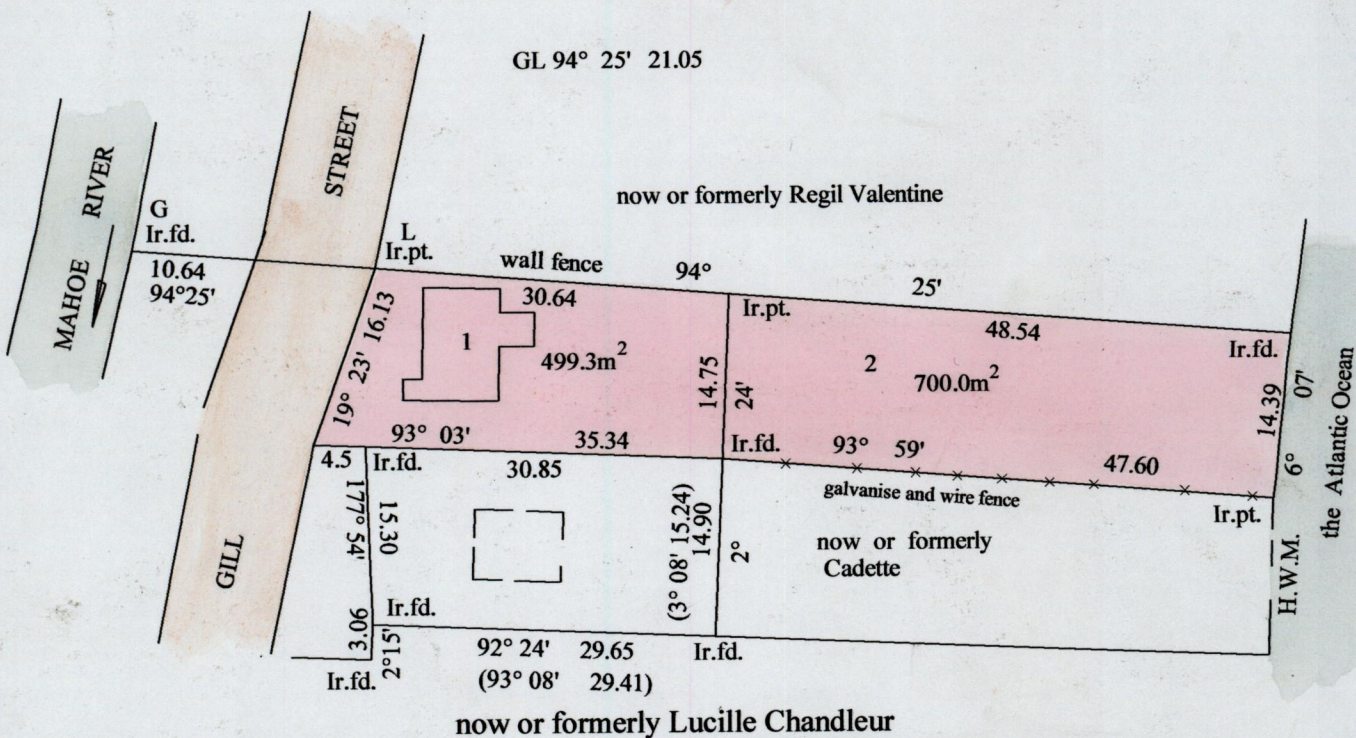 GL 94° 25' 21.05
STREET
MAHOE RIVER
G
Ir.fd.
10.64
94°25'
L
Ir.pt.
now or formerly Regil Valentine
wall fence 94° 25'
30.64
Ir.pt.
48.54
Ir.fd.
1
499.3m²
2
700.0m²
19° 23' 16.13
14.75
24'
14.39
6° 07'
the Atlantic Ocean
93° 03' 35.34
Ir.fd. 93° 59' 47.60
4.5 Ir.fd. 30.85
galvanise and wire fence
Ir.pt.
177° 54'
15.30
(3° 08' 15.24)
14.90
2°
now or formerly
Cadette
H.W.M.
GILL
Ir.fd.
3.06
2°15'
92° 24' 29.65 Ir.fd.
Ir.fd.
(93° 08' 29.41)
now or formerly Lucille Chandleur